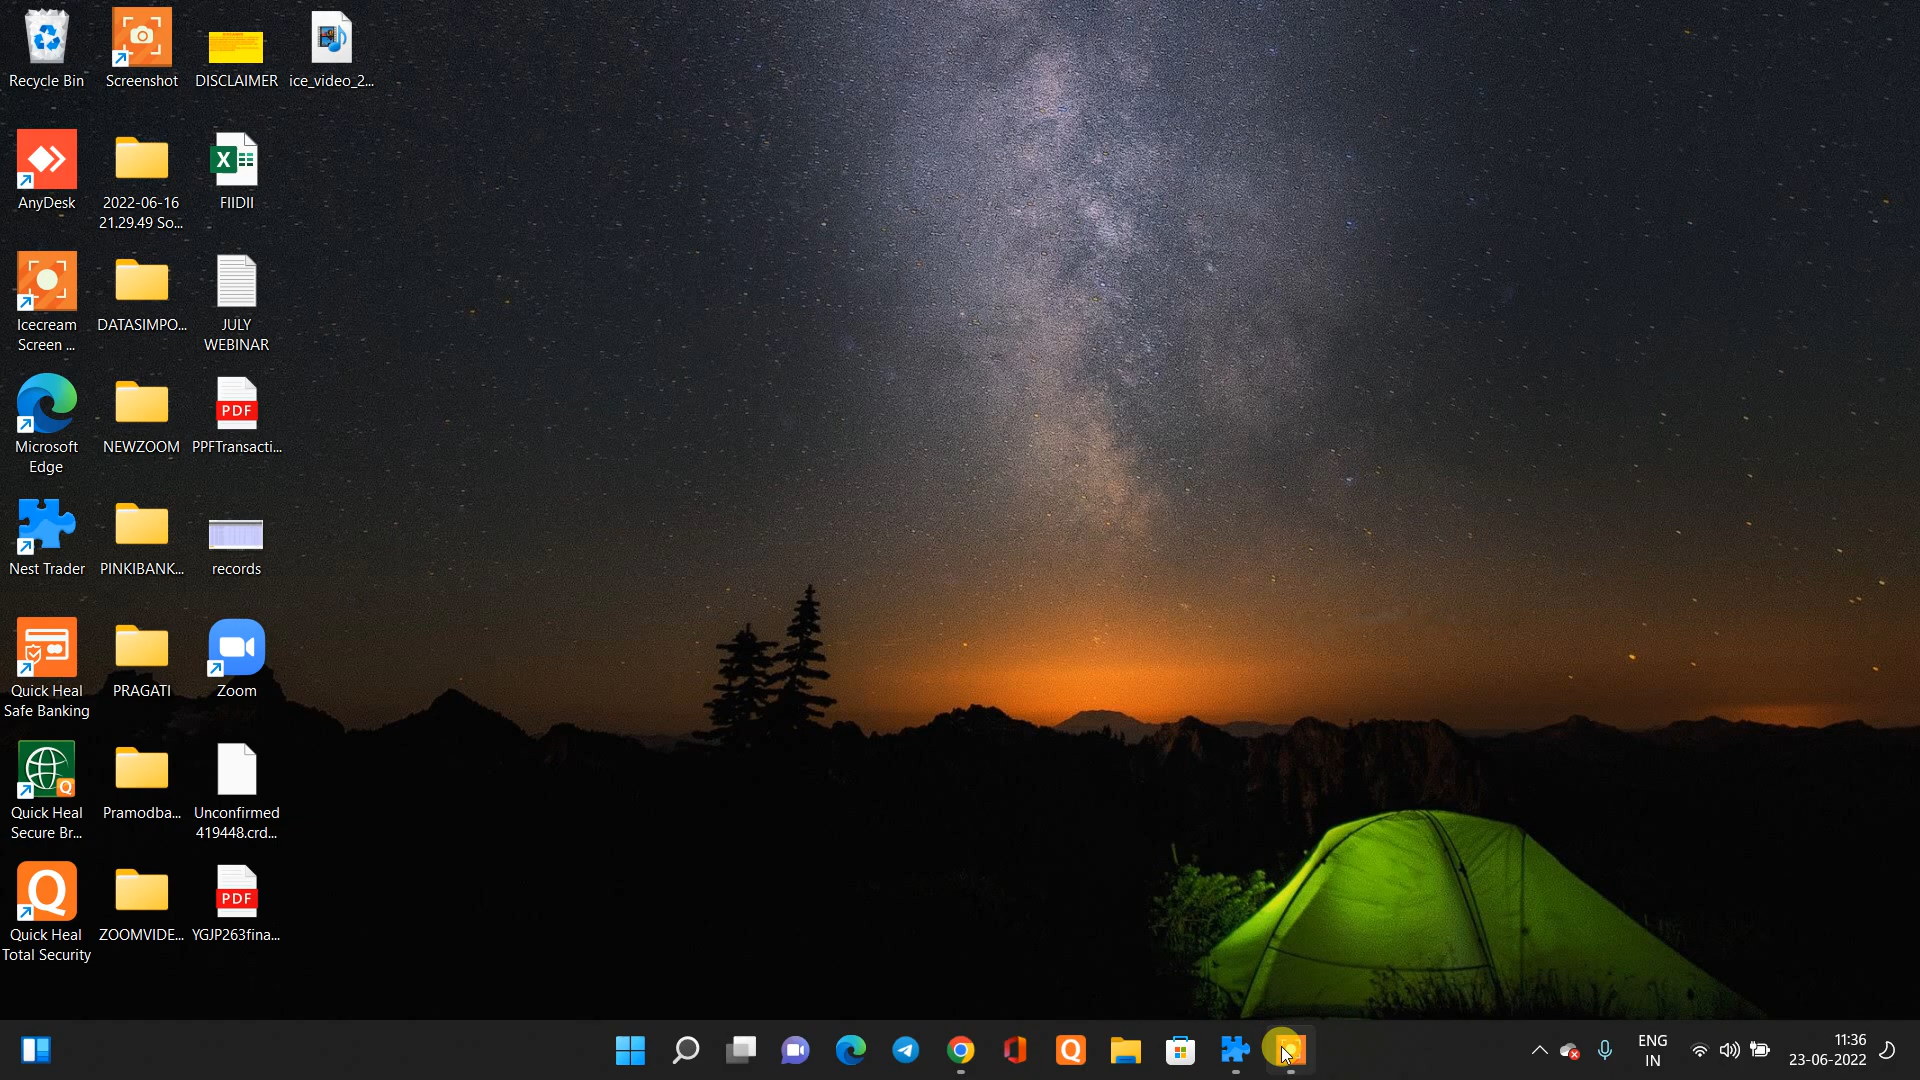 Recycle Bin
Screenshot
DISCLAIMER
ice_video_2...
AnyDesk
2022-06-16
21.29.49 So...
FIIDII
Icecream
Screen ...
DATASIMPO...
JULY
WEBINAR
Microsoft
Edge
NEWZOOM
PDF
PPFTransacti...
Nest Trader
PINKIBANK...
records
Quick Heal
Safe Banking
PRAGATI
Zoom
Quick Heal
Secure Br...
Pramodba...
Unconfirmed
419448.crd...
Quick Heal
Total Security
ZOOMVIDE...
PDF
YGJP263fina...
ENG
IN
11:36
23-06-2022